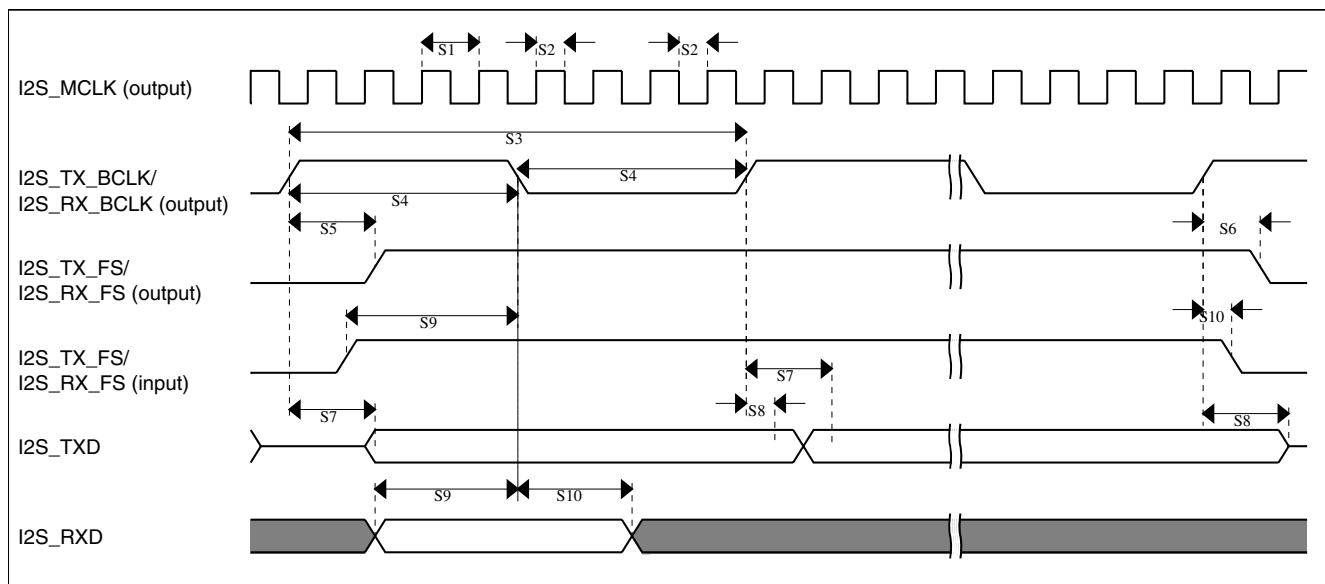 S1 S2 S2
I2S_MCLK (output)
S3
I2S_TX_BCLK/
I2S_RX_BCLK (output)
S4
S4
S5 S6
I2S_TX_FS/
I2S_RX_FS (output)
S9 S10
I2S_TX_FS/
I2S_RX_FS (input)
S7
S7 S8 S8
I2S_TXD
S9 S10
I2S_RXD